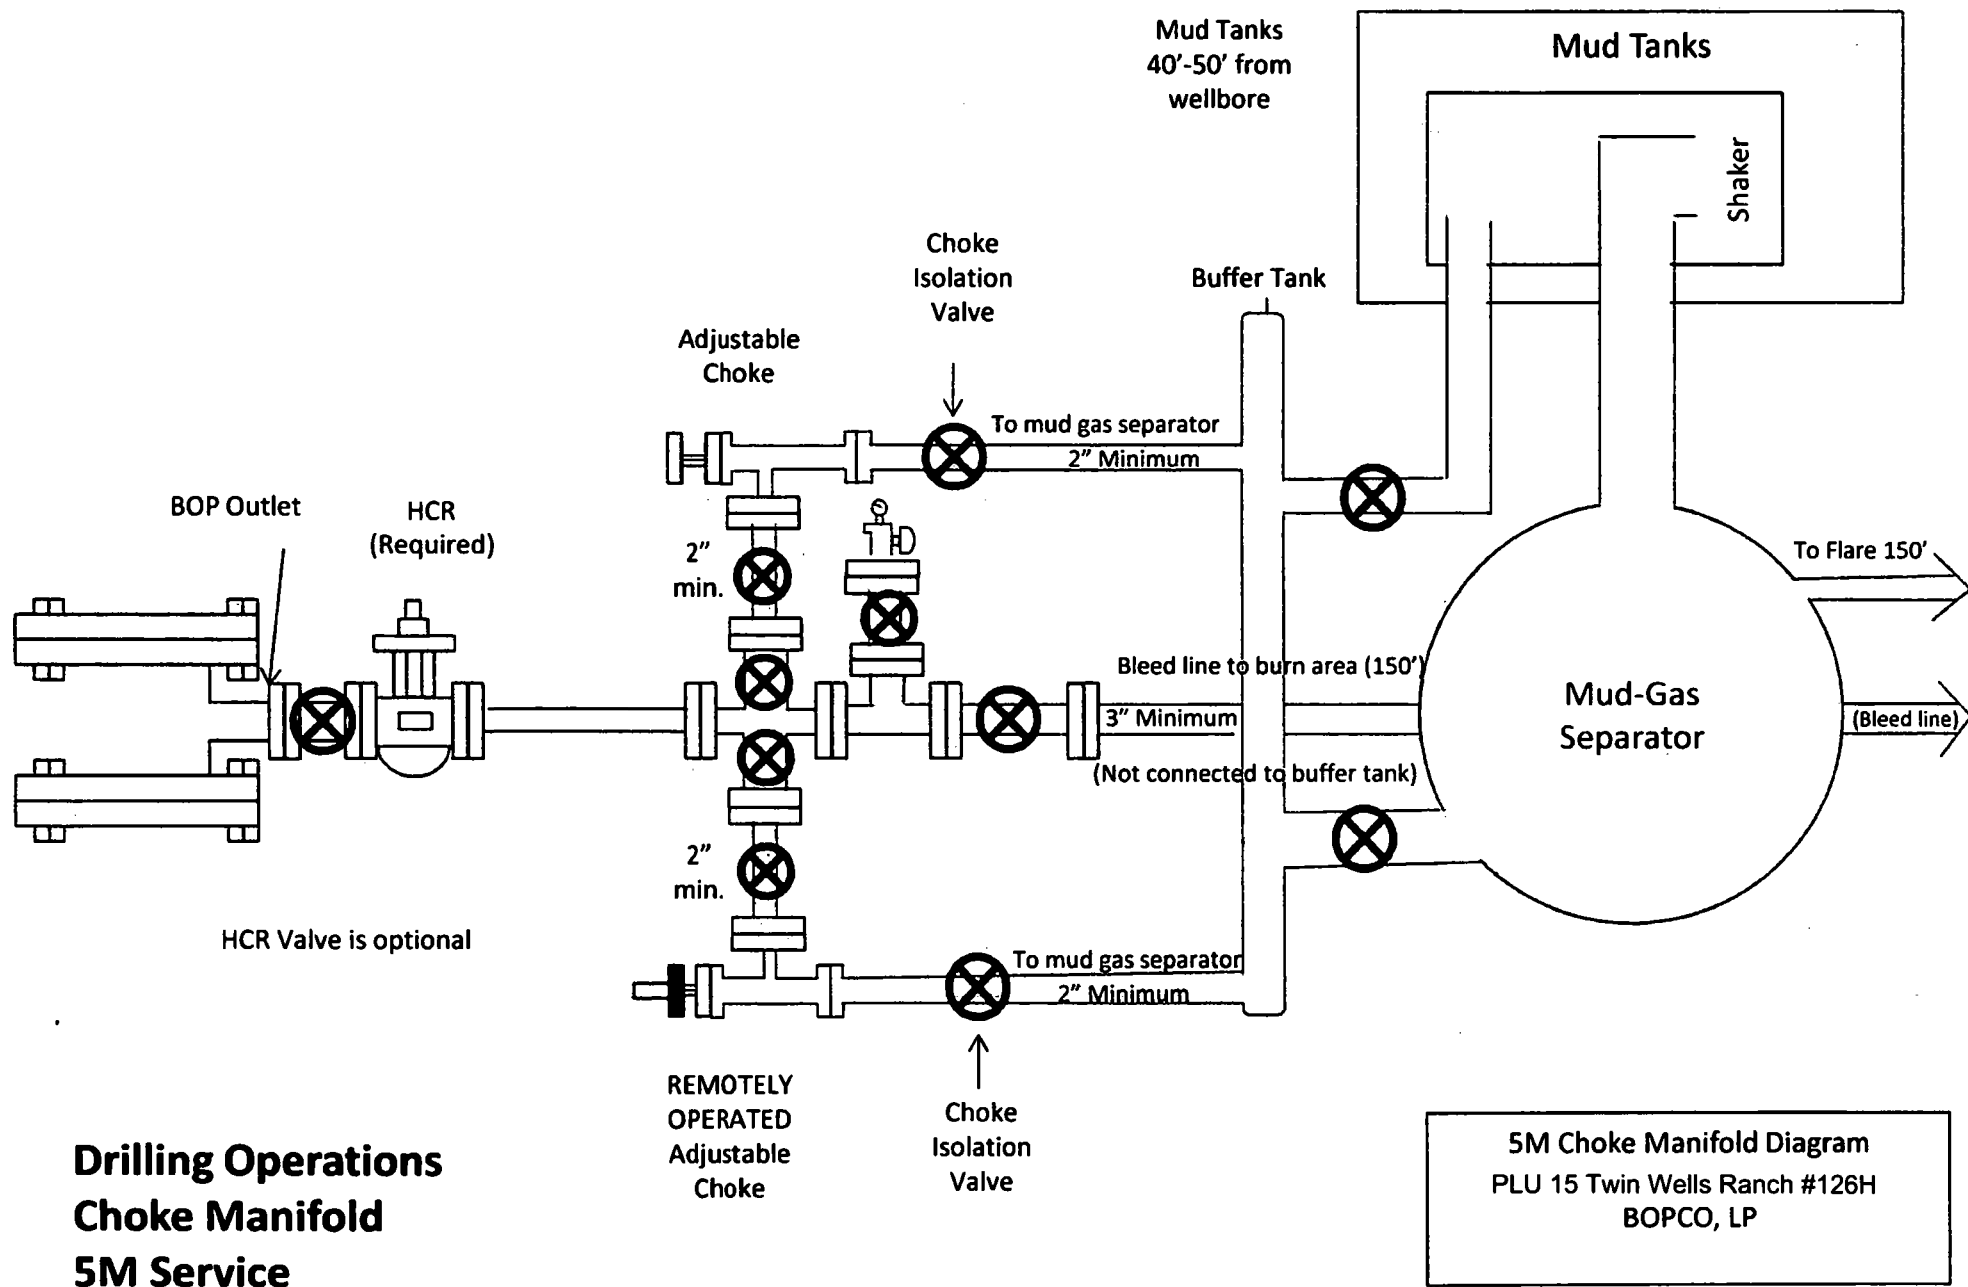 Mud Tanks
40'-50' from
wellbore
Mud Tanks
Shaker
Choke
Isolation
Valve
Buffer Tank
Adjustable
Choke
To mud gas separator
2" Minimum
BOP Outlet
HCR
(Required)
2"
min.
To Flare 150'
Bleed line to burn area (150')
3" Minimum
(Not connected to buffer tank)
Mud-Gas
Separator
(Bleed line)
2"
min.
HCR Valve is optional
To mud gas separator
2" Minimum
REMOTELY
OPERATED
Adjustable
Choke
Choke
Isolation
Valve
Drilling Operations
Choke Manifold
5M Service
5M Choke Manifold Diagram
PLU 15 Twin Wells Ranch #126H
BOPCO, LP